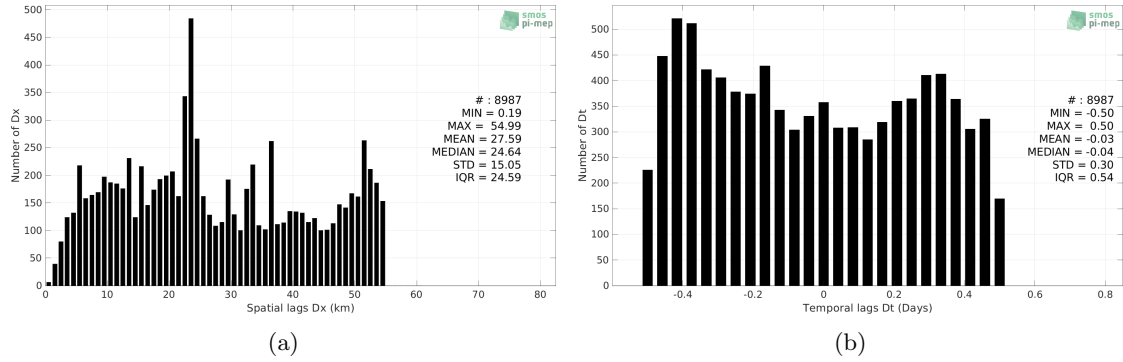 smos
pi-mep
500
450
400
350
300
250
200
150
100
50
0
Number of Dx
# : 8987
MIN = 0.19
MAX = 54.99
MEAN = 27.59
MEDIAN = 24.64
STD = 15.05
IQR = 24.59
0 10 20 30 40 50 60 70 80
Spatial lags Dx (km)
(a)
smos
pi-mep
500
450
400
350
300
250
200
150
100
50
0
Number of Dt
# : 8987
MIN = -0.50
MAX = 0.50
MEAN = -0.03
MEDIAN = -0.04
STD = 0.30
IQR = 0.54
-0.4 -0.2 0 0.2 0.4 0.6 0.8
Temporal lags Dt (Days)
(b)